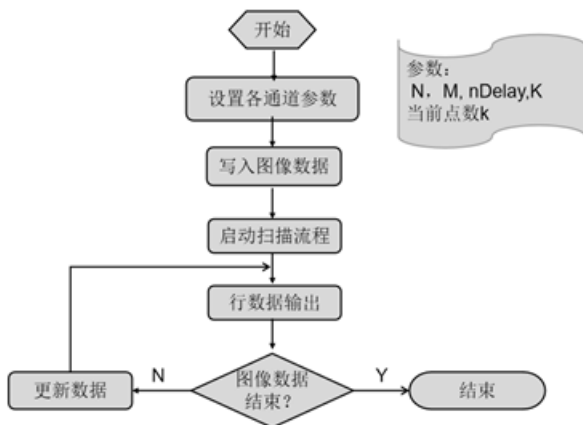 开始
参数：
N，M, nDelay,K
当前点数k
设置各通道参数
写入图像数据
启动扫描流程
行数据输出
图像数据
结束？
N
Y
更新数据
结束